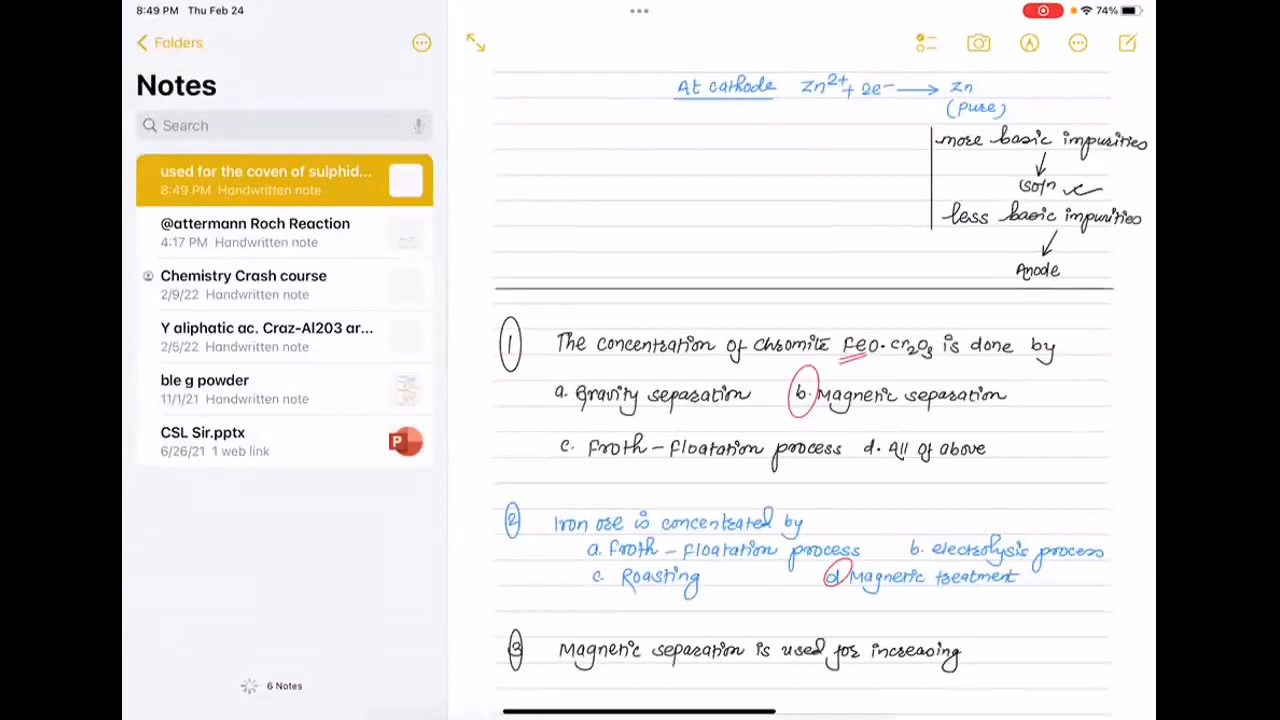 8:49 PM Thu Feb 24
74%
Folders
Notes
Search
used for the coven of sulphid...
8:49 PM Handwritten note
@attermann Roch Reaction
4:17 PM Handwritten note
Chemistry Crash course
2/9/22 Handwritten note
Y aliphatic ac. Craz-Al203 ar...
2/5/22 Handwritten note
ble g powder
11/1/21 Handwritten note
CSL Sir.pptx
6/26/21 1 web link
P
6 Notes
At cathode Zn²⁺ + 2e⁻ → Zn
(pure)
more basic impurities
↓
soln
less basic impurities
↓
Anode
1 The concentration of chromite FeO.Cr₂O₃ is done by
a. Gravity separation b. Magnetic separation
c. Froth - Floatation process d. All of above
2 Iron ore is concentrated by
a. Froth - Floatation process b. electrolysis process
c. Roasting d Magnetic treatment
3 Magnetic separation is used for increasing